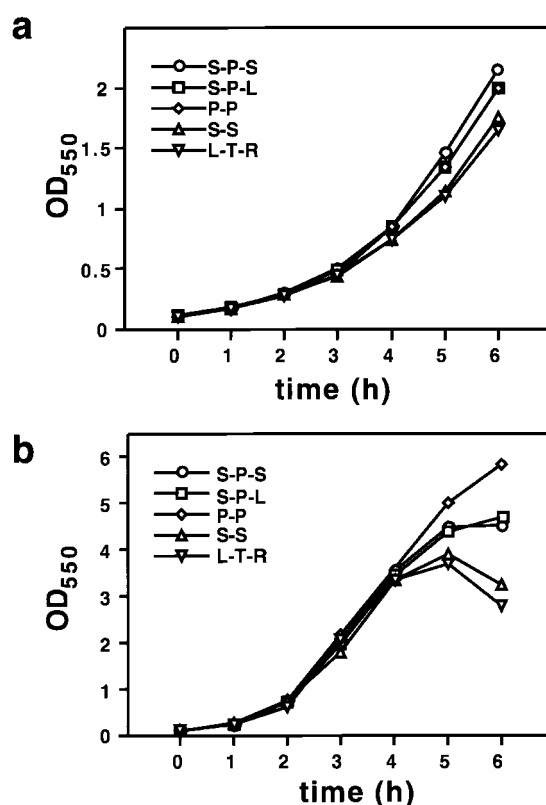 a
S-P-S
S-P-L
P-P
S-S
L-T-R
OD550
2
1.5
1
0.5
0
0 1 2 3 4 5 6
time (h)
b
S-P-S
S-P-L
P-P
S-S
L-T-R
OD550
6
5
4
3
2
1
0
0 1 2 3 4 5 6
time (h)